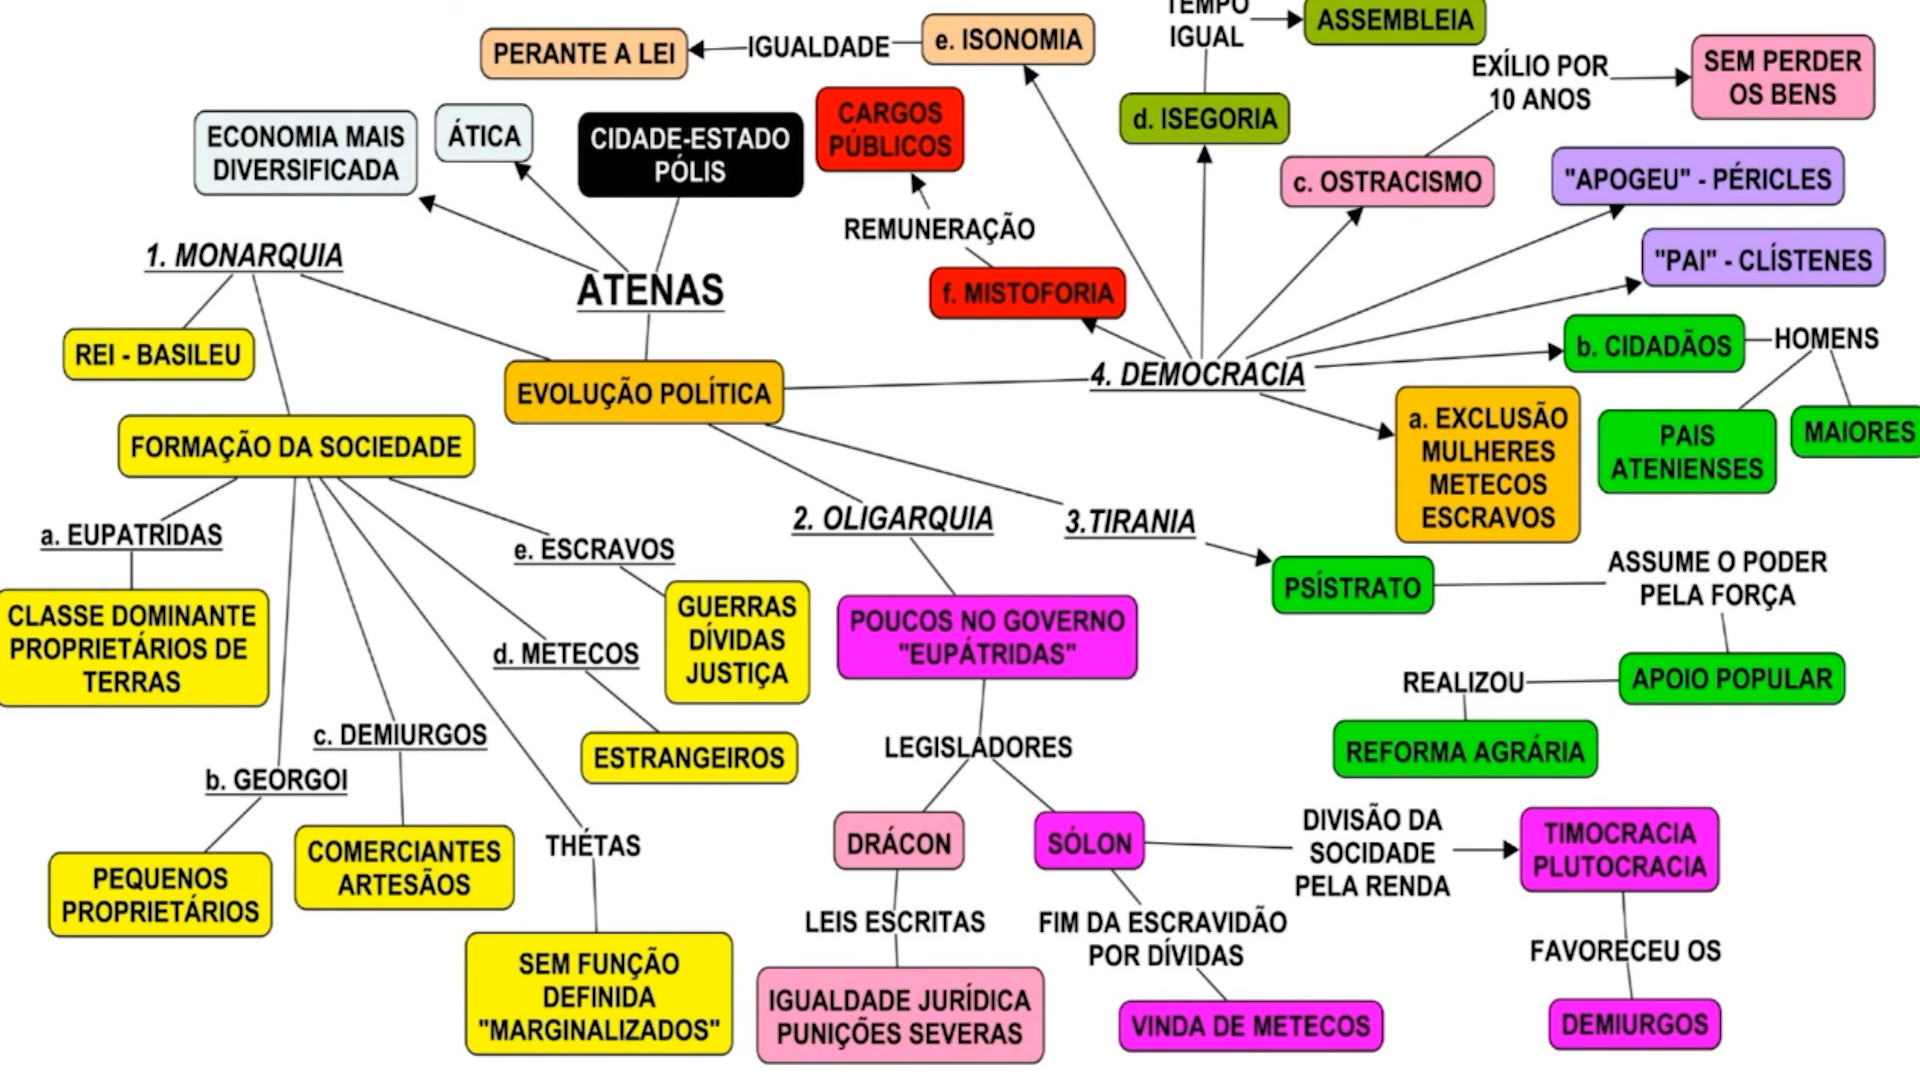 TEMPO
IGUAL
ASSEMBLEIA
PERANTE A LEI
IGUALDADE
e. ISONOMIA
EXÍLIO POR
10 ANOS
SEM PERDER
OS BENS
ECONOMIA MAIS
DIVERSIFICADA
ÁTICA
CIDADE-ESTADO
PÓLIS
CARGOS
PÚBLICOS
d. ISEGORIA
c. OSTRACISMO
"APOGEU" - PÉRICLES
REMUNERAÇÃO
1. MONARQUIA
ATENAS
f. MISTOFORIA
"PAI" - CLÍSTENES
REI - BASILEU
EVOLUÇÃO POLÍTICA
4. DEMOCRACIA
b. CIDADÃOS
HOMENS
PAIS
ATENIENSES
MAIORES
a. EXCLUSÃO
MULHERES
METECOS
ESCRAVOS
FORMAÇÃO DA SOCIEDADE
a. EUPATRIDAS
CLASSE DOMINANTE
PROPRIETÁRIOS DE
TERRAS
e. ESCRAVOS
GUERRAS
DÍVIDAS
JUSTIÇA
d. METECOS
ESTRANGEIROS
c. DEMIURGOS
COMERCIANTES
ARTESÃOS
b. GEORGOI
PEQUENOS
PROPRIETÁRIOS
THÉTAS
SEM FUNÇÃO
DEFINIDA
"MARGINALIZADOS"
2. OLIGARQUIA
POUCOS NO GOVERNO
"EUPÁTRIDAS"
LEGISLADORES
DRÁCON
LEIS ESCRITAS
IGUALDADE JURÍDICA
PUNIÇÕES SEVERAS
SÓLON
FIM DA ESCRAVIDÃO
POR DÍVIDAS
VINDA DE METECOS
DIVISÃO DA
SOCIDADE
PELA RENDA
TIMOCRACIA
PLUTOCRACIA
FAVORECEU OS
DEMIURGOS
3.TIRANIA
PSÍSTRATO
ASSUME O PODER
PELA FORÇA
APOIO POPULAR
REALIZOU
REFORMA AGRÁRIA